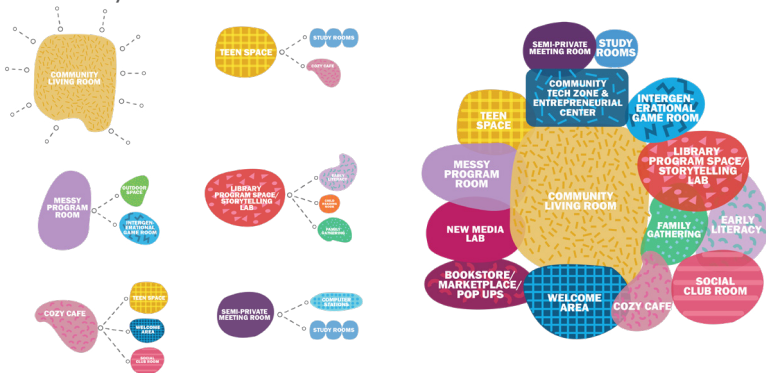 COMMUNITY
LIVING ROOM
TEEN SPACE
STUDY ROOMS
COZY CAFE
MESSY
PROGRAM
ROOM
OUTDOOR
SPACE
INTERGEN-
ERATIONAL
GAME ROOM
LIBRARY
PROGRAM SPACE/
STORYTELLING
LAB
EARLY
LITERACY
FAMILY
GATHERING
COZY CAFE
TEEN SPACE
WELCOME
AREA
SOCIAL
CLUB ROOM
SEMI-PRIVATE
MEETING ROOM
COMPUTER
STATIONS
STUDY ROOMS
SEMI-PRIVATE
MEETING ROOM
STUDY
ROOMS
COMMUNITY
TECH ZONE &
ENTREPRENEURIAL
CENTER
INTERGEN-
ERATIONAL
GAME ROOM
TEEN
SPACE
LIBRARY
PROGRAM SPACE/
STORYTELLING
LAB
MESSY
PROGRAM
ROOM
COMMUNITY
LIVING ROOM
NEW MEDIA
LAB
FAMILY
GATHERING
EARLY
LITERACY
BOOKSTORE/
MARKETPLACE/
POP UPS
WELCOME
AREA
COZY CAFE
SOCIAL
CLUB ROOM